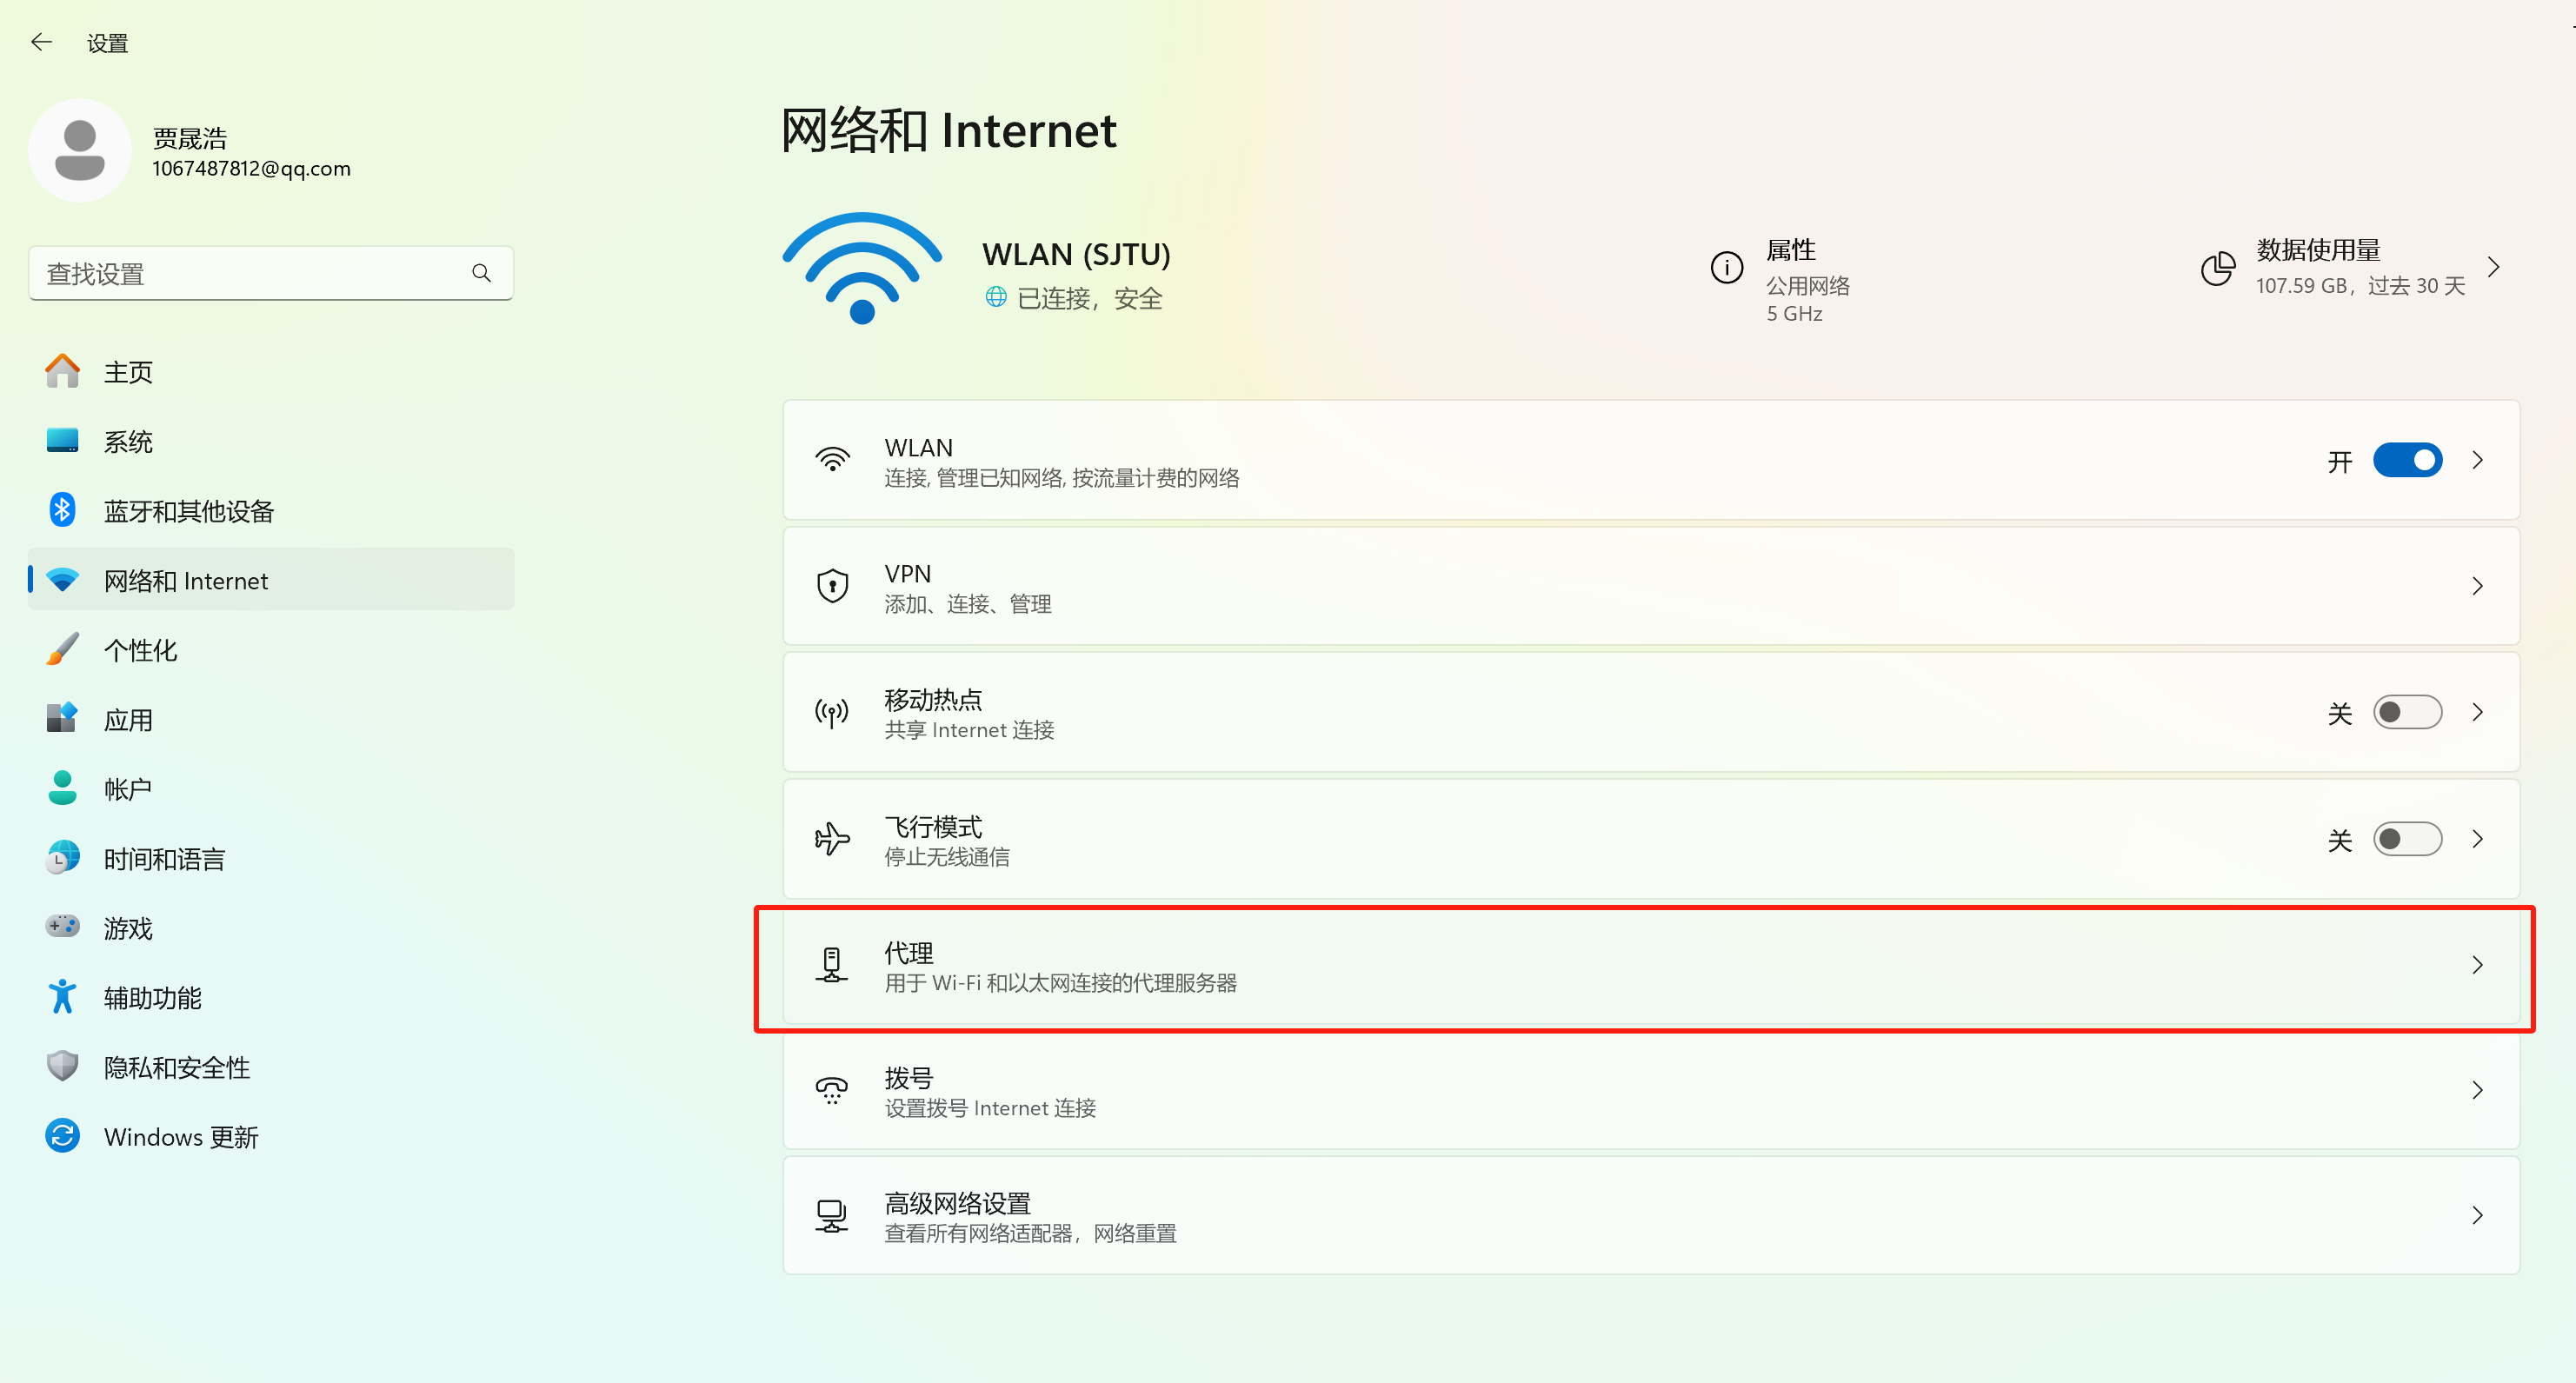 设置
贾晟浩
1067487812@qq.com
查找设置
主页
系统
蓝牙和其他设备
网络和 Internet
个性化
应用
帐户
时间和语言
游戏
辅助功能
隐私和安全性
Windows 更新
网络和 Internet
WLAN (SJTU)
已连接，安全
属性
公用网络
5 GHz
数据使用量
107.59 GB，过去 30 天
WLAN
连接, 管理已知网络, 按流量计费的网络
开
VPN
添加、连接、管理
移动热点
共享 Internet 连接
关
飞行模式
停止无线通信
关
代理
用于 Wi-Fi 和以太网连接的代理服务器
拨号
设置拨号 Internet 连接
高级网络设置
查看所有网络适配器，网络重置